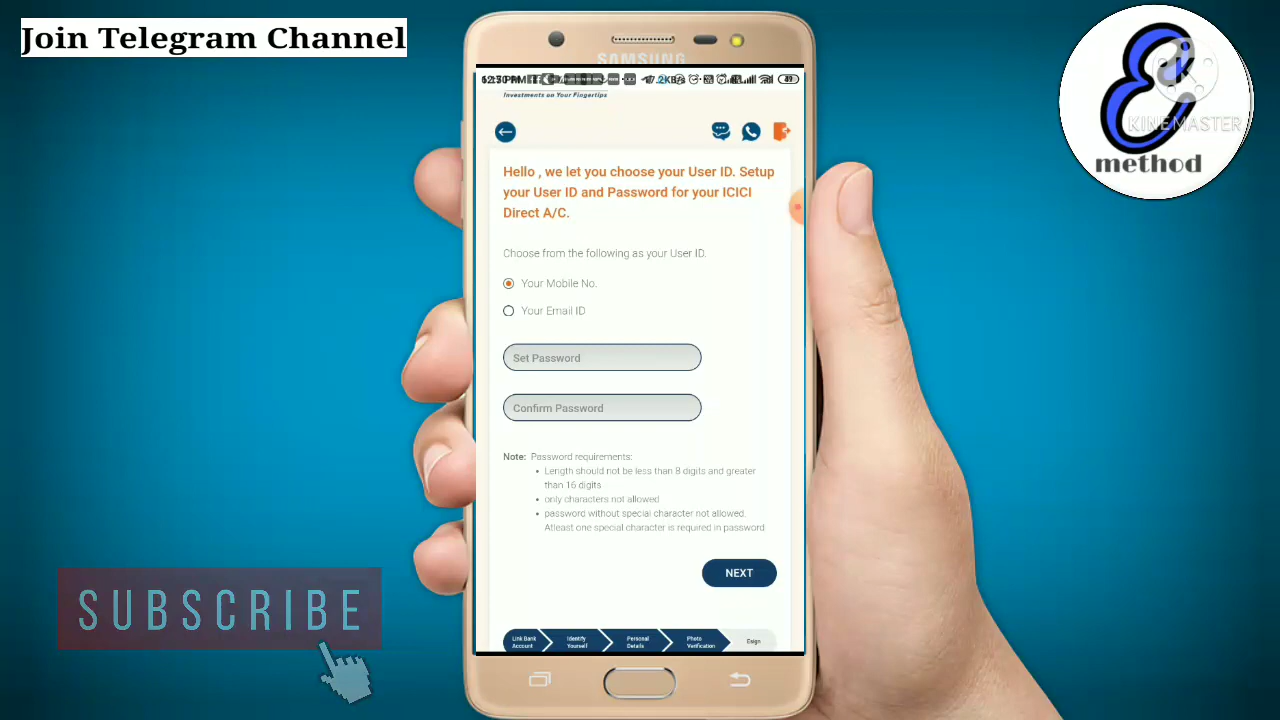 Join Telegram Channel
SAMSUNG
Investments on Your Fingertips
Hello , we let you choose your User ID. Setup
your User ID and Password for your ICICI
Direct A/C.
Choose from the following as your User ID.
Your Mobile No.
Your Email ID
Set Password
Confirm Password
Note: Password requirements:
• Length should not be less than 8 digits and greater
than 16 digits
• only characters not allowed
• password without special character not allowed.
Atleast one special character is required in password
NEXT
Link Bank
Account
Identify
Yourself
Personal
Details
Photo
Verification
Esign
SUBSCRIBE
KINEMASTER
method